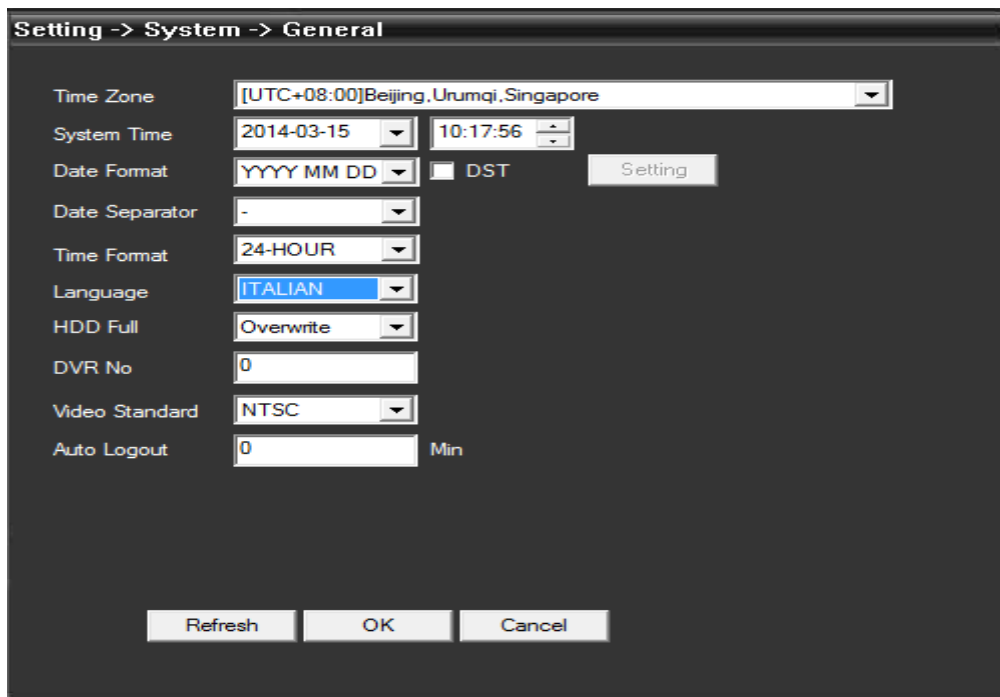 Setting -> System -> General
Time Zone [UTC+08:00]Beijing,Urumqi,Singapore
System Time 2014-03-15 10:17:56
Date Format YYYY MM DD DST Setting
Date Separator -
Time Format 24-HOUR
Language ITALIAN
HDD Full Overwrite
DVR No 0
Video Standard NTSC
Auto Logout 0 Min
Refresh OK Cancel